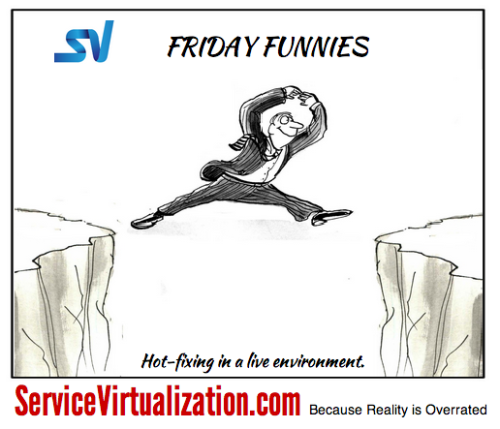 SV
FRIDAY FUNNIES
Hot-fixing in a live environment.
ServiceVirtualization.com Because Reality is Overrated